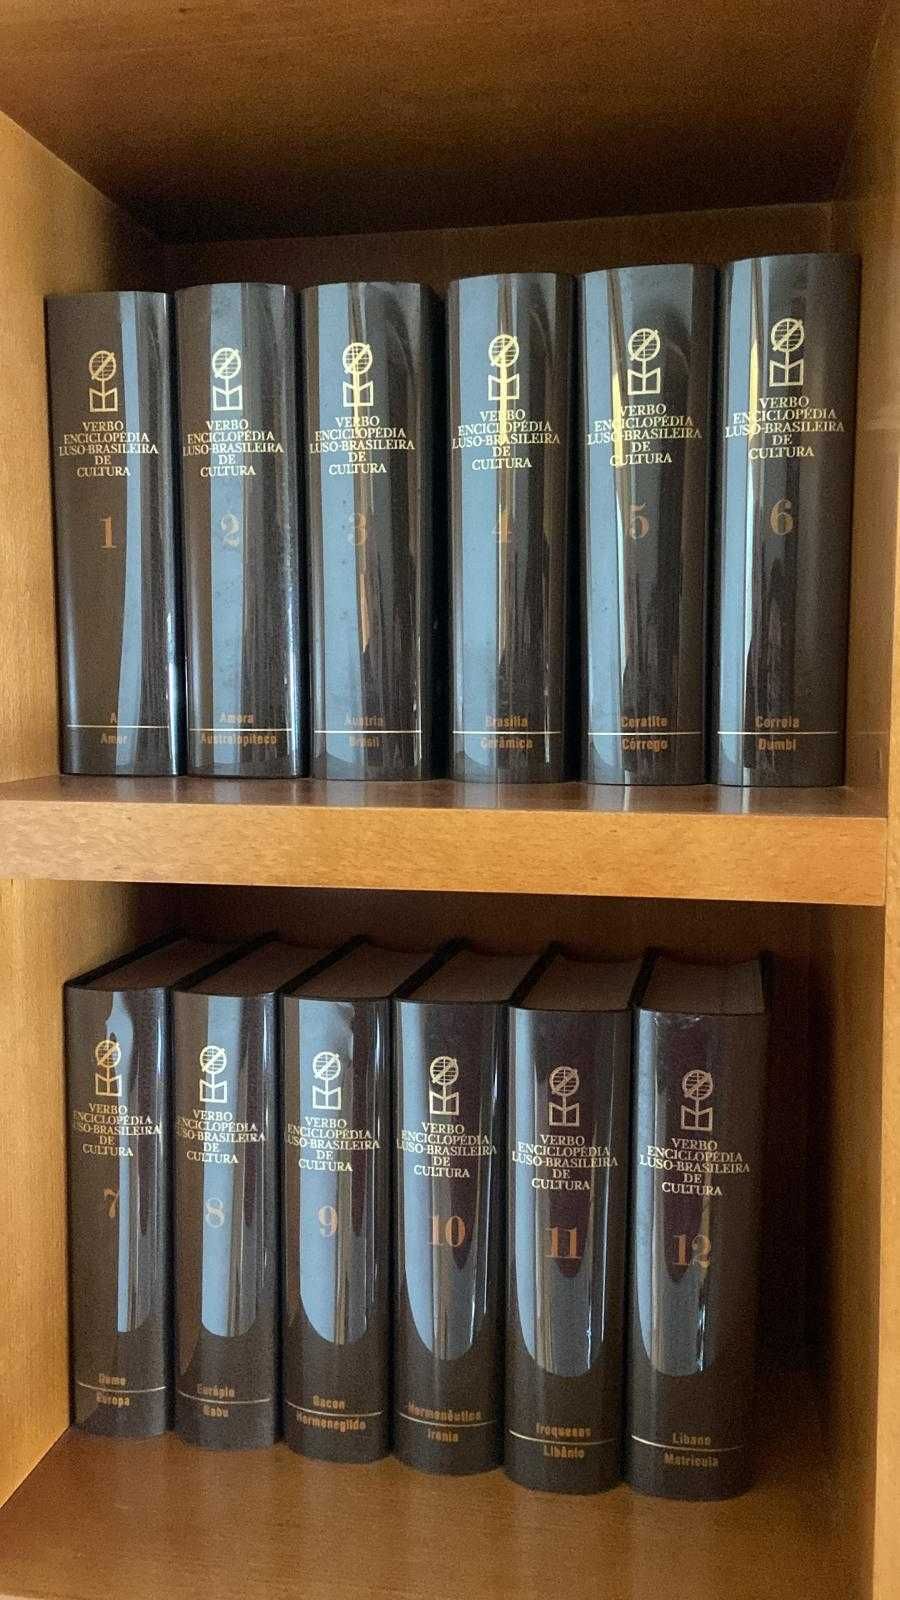 VERBO
ENCICLOPÉDIA
LUSO-BRASILEIRA
DE
CULTURA
1
A
Amor
VERBO
ENCICLOPÉDIA
LUSO-BRASILEIRA
DE
CULTURA
2
Amora
Australopiteco
VERBO
ENCICLOPÉDIA
LUSO-BRASILEIRA
DE
CULTURA
3
Áustria
Brasil
VERBO
ENCICLOPÉDIA
LUSO-BRASILEIRA
DE
CULTURA
4
Brasília
Cerâmica
VERBO
ENCICLOPÉDIA
LUSO-BRASILEIRA
DE
CULTURA
5
Ceratite
Córrego
VERBO
ENCICLOPÉDIA
LUSO-BRASILEIRA
DE
CULTURA
6
Correia
Dumbi
VERBO
ENCICLOPÉDIA
LUSO-BRASILEIRA
DE
CULTURA
7
Europa
VERBO
ENCICLOPÉDIA
LUSO-BRASILEIRA
DE
CULTURA
8
Európio
Gabu
VERBO
ENCICLOPÉDIA
LUSO-BRASILEIRA
DE
CULTURA
9
Gacon
Hermenegildo
VERBO
ENCICLOPÉDIA
LUSO-BRASILEIRA
DE
CULTURA
10
Hermenêutica
Ironia
VERBO
ENCICLOPÉDIA
LUSO-BRASILEIRA
DE
CULTURA
11
Iroqueses
Libânio
VERBO
ENCICLOPÉDIA
LUSO-BRASILEIRA
DE
CULTURA
12
Líbano
Matrícula